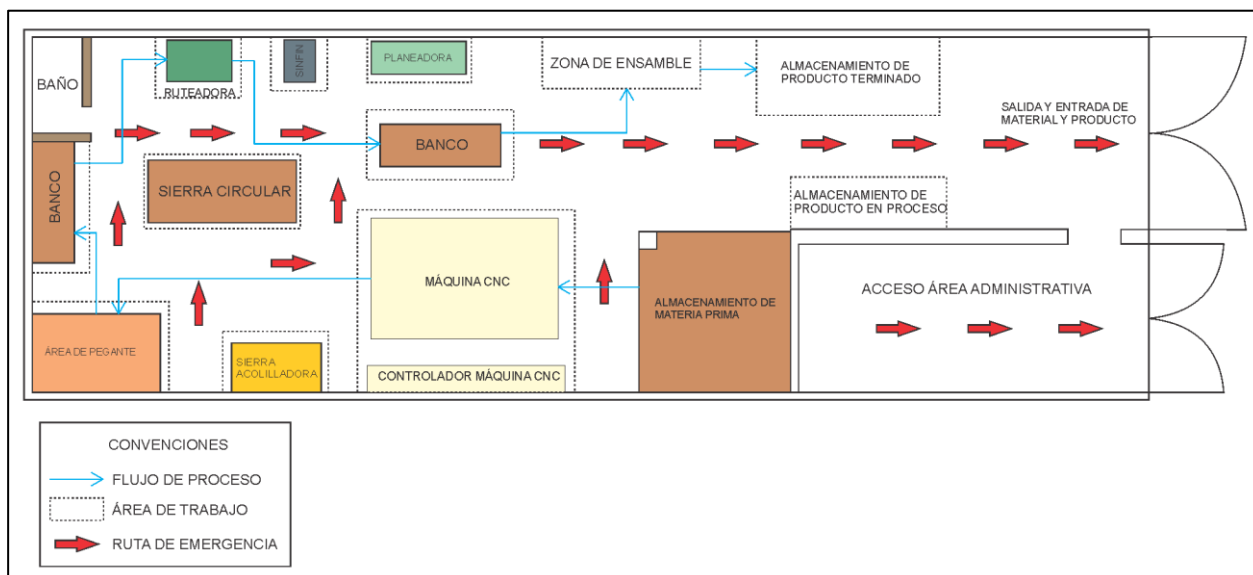 BAÑO
RUTEADORA
SINFIN
PLANEADORA
ZONA DE ENSAMBLE
ALMACENAMIENTO DE
PRODUCTO TERMINADO
SALIDA Y ENTRADA DE
MATERIAL Y PRODUCTO
BANCO
BANCO
SIERRA CIRCULAR
ALMACENAMIENTO DE
PRODUCTO EN PROCESO
MÁQUINA CNC
ALMACENAMIENTO DE
MATERIA PRIMA
ACCESO ÁREA ADMINISTRATIVA
ÁREA DE PEGANTE
SIERRA
ACOLILLADORA
CONTROLADOR MÁQUINA CNC
CONVENCIONES
FLUJO DE PROCESO
ÁREA DE TRABAJO
RUTA DE EMERGENCIA